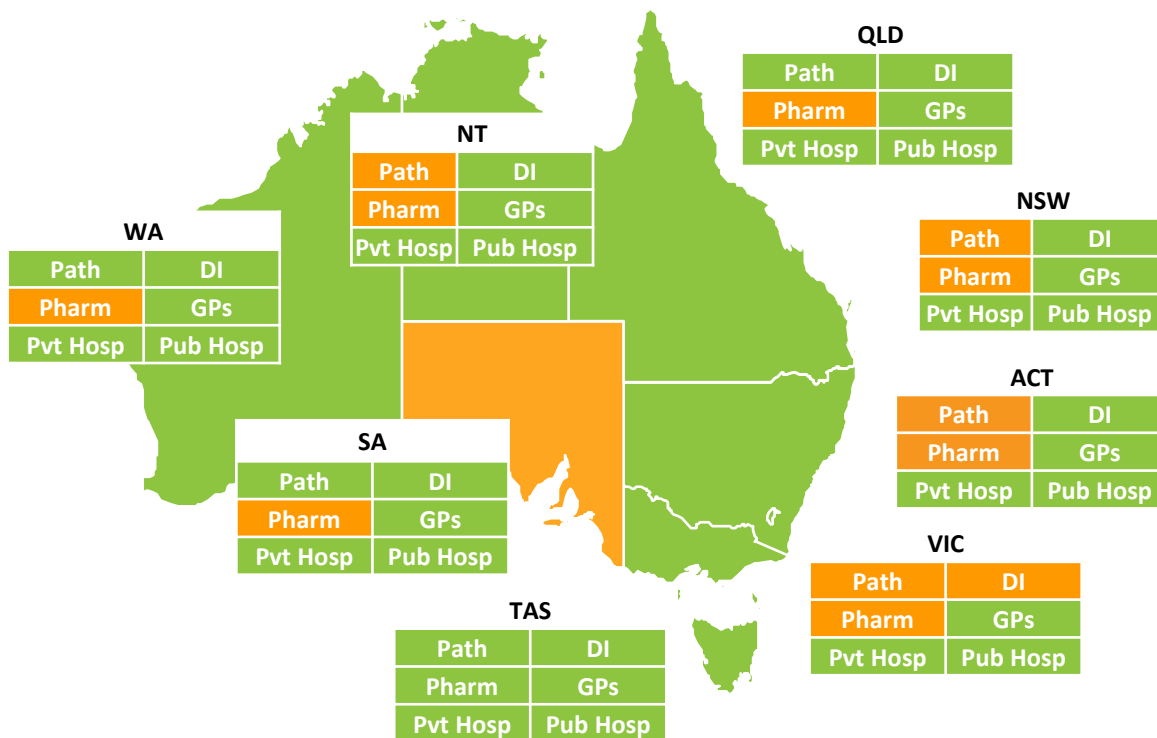 QLD
Path DI
Pharm GPs
Pvt Hosp Pub Hosp
NT
Path DI
Pharm GPs
Pvt Hosp Pub Hosp
NSW
Path DI
Pharm GPs
Pvt Hosp Pub Hosp
WA
Path DI
Pharm GPs
Pvt Hosp Pub Hosp
ACT
Path DI
Pharm GPs
Pvt Hosp Pub Hosp
SA
Path DI
Pharm GPs
Pvt Hosp Pub Hosp
VIC
Path DI
Pharm GPs
Pvt Hosp Pub Hosp
TAS
Path DI
Pharm GPs
Pvt Hosp Pub Hosp